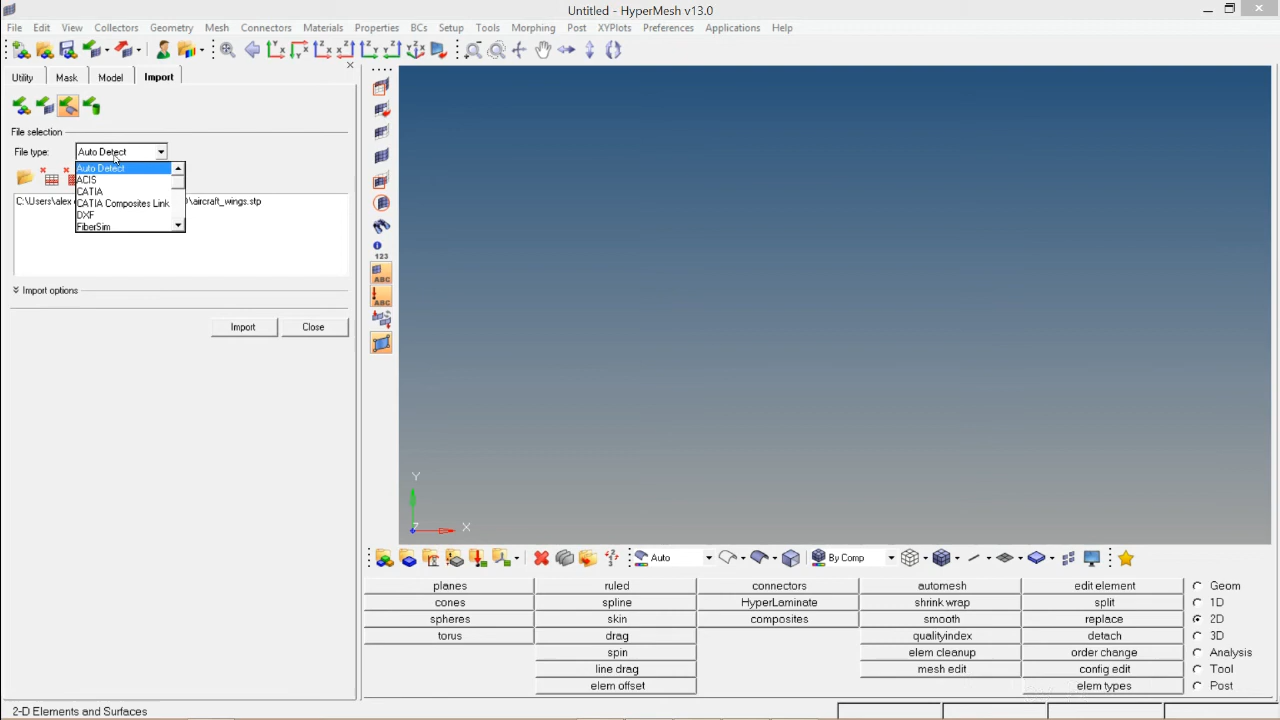 Untitled - HyperMesh v13.0
File Edit View Collectors Geometry Mesh Connectors Materials Properties BCs Setup Tools Morphing Post XYPlots Preferences Applications Help
Utility Mask Model Import
File selection
File type: Auto Detect
Auto Detect
ACIS
CATIA
CATIA Composites Link
DXF
FiberSim
C:\Users\alex
\aircraft_wings.stp
Import options
Import Close
123
ABC
ABC
Y
Z X
Auto By Comp
planes ruled connectors automesh edit element Geom
cones spline HyperLaminate shrink wrap split 1D
spheres skin composites smooth replace 2D
torus drag qualityindex detach 3D
spin elem cleanup order change Analysis
line drag mesh edit config edit Tool
elem offset elem types Post
2-D Elements and Surfaces